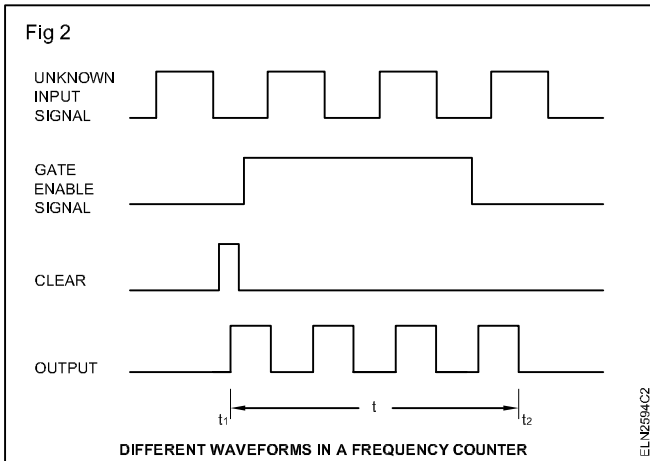 Fig 2
UNKNOWN
INPUT
SIGNAL
GATE
ENABLE
SIGNAL
CLEAR
OUTPUT
t1
t
t2
DIFFERENT WAVEFORMS IN A FREQUENCY COUNTER
ELN2594C2